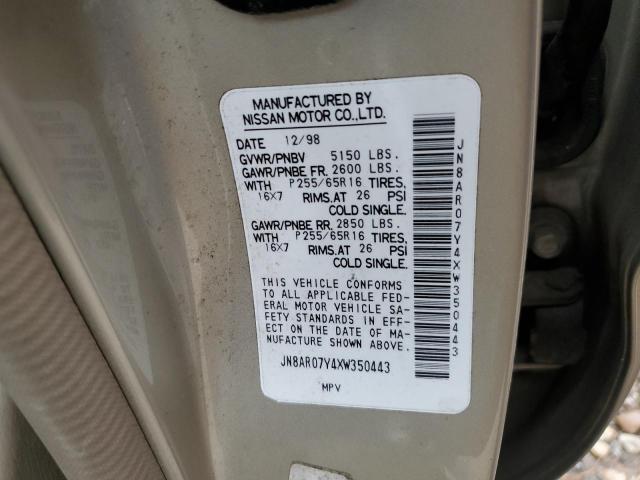 MANUFACTURED BY
NISSAN MOTOR CO.,LTD.
DATE 12/98
GVWR/PNBV 5150 LBS.
GAWR/PNBE FR. 2600 LBS.
WITH P255/65R16 TIRES,
16X7 RIMS.AT 26 PSI
COLD SINGLE.
GAWR/PNBE RR. 2850 LBS.
WITH P255/65R16 TIRES,
16X7 RIMS.AT 26 PSI
COLD SINGLE.
THIS VEHICLE CONFORMS
TO ALL APPLICABLE FED-
ERAL MOTOR VEHICLE SA-
FETY STANDARDS IN EFF-
ECT ON THE DATE OF MA-
NUFACTURE SHOWN ABOVE.
JN8AR07Y4XW350443
MPV
JN8AR07Y4XW350443